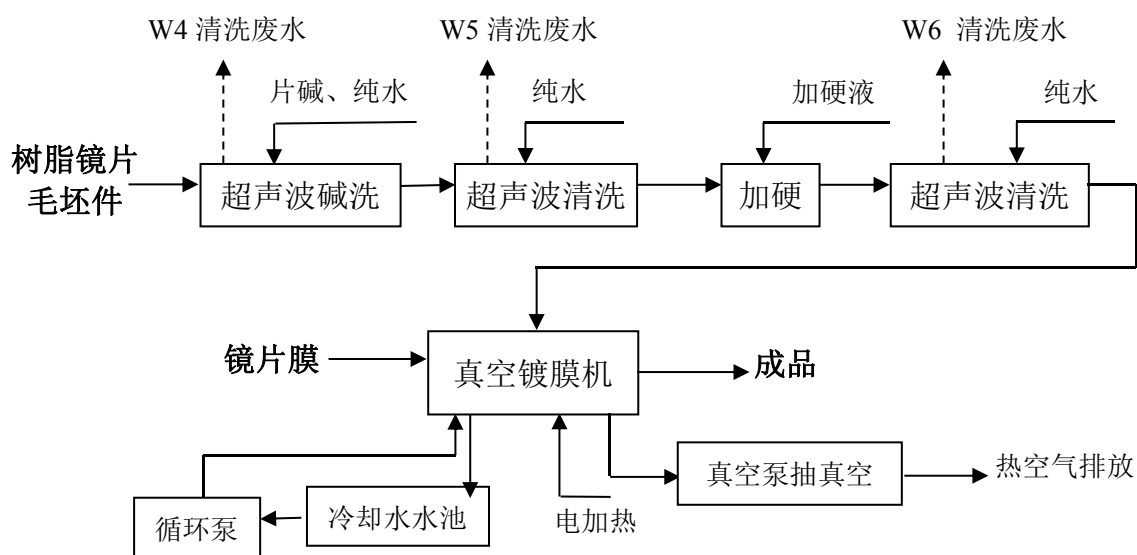 W4 清洗废水
W5 清洗废水
W6 清洗废水
片碱、纯水
纯水
加硬液
纯水
树脂镜片
毛坯件
超声波碱洗
超声波清洗
加硬
超声波清洗
镜片膜
真空镀膜机
成品
循环泵
冷却水水池
电加热
真空泵抽真空
热空气排放